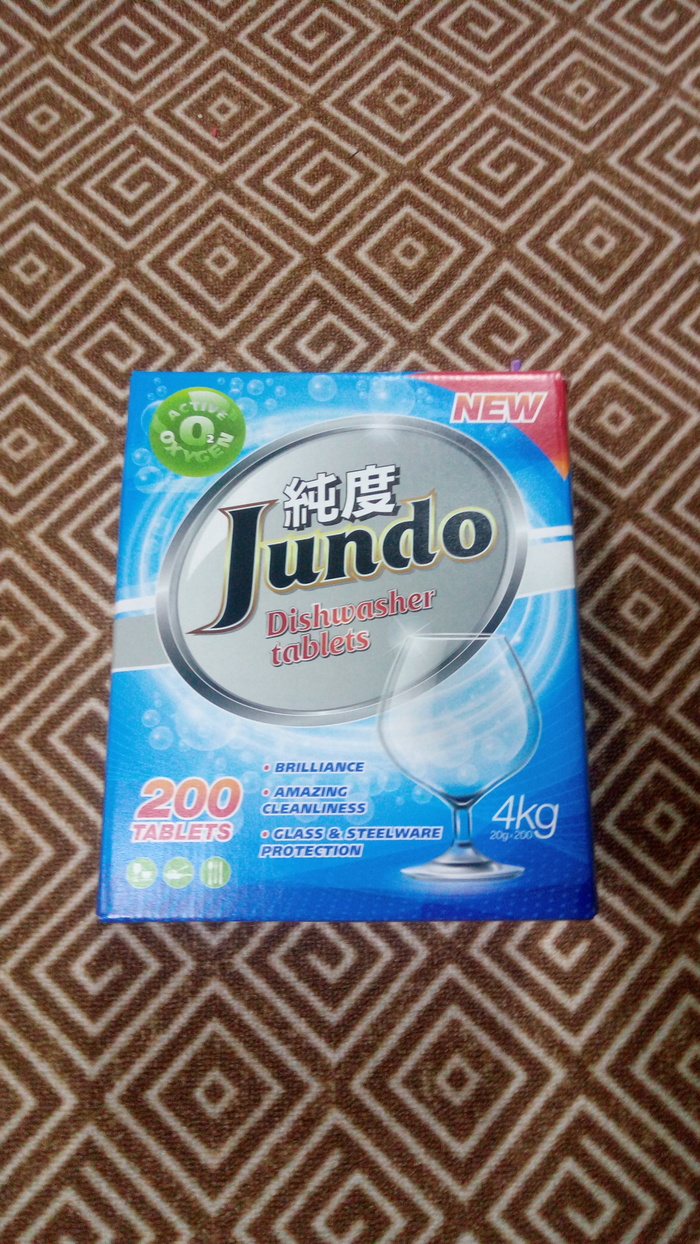 ACTIVE
O2
OXYGEN
NEW
純度
Jundo
Dishwasher
tablets
200
TABLETS
• BRILLIANCE
• AMAZING
CLEANLINESS
• GLASS & STEELWARE
PROTECTION
4kg
20g×200